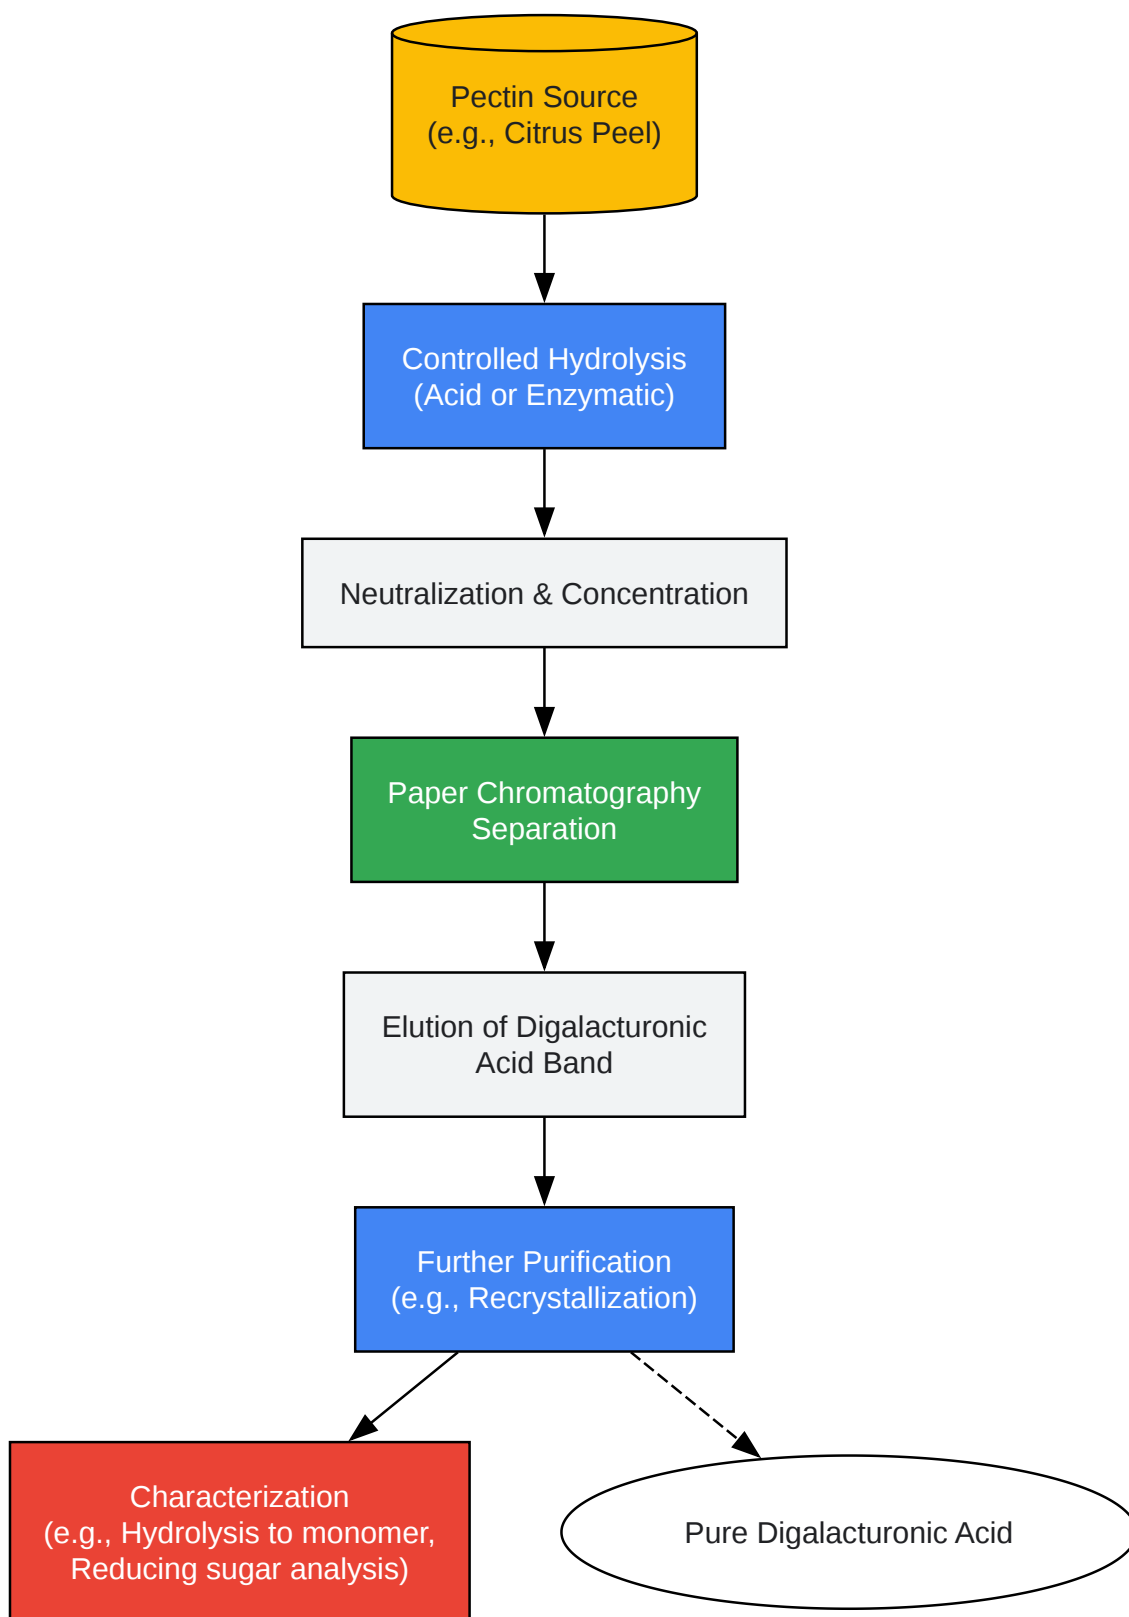 Pectin Source
(e.g., Citrus Peel)
Controlled Hydrolysis
(Acid or Enzymatic)
Neutralization & Concentration
Paper Chromatography
Separation
Elution of Digalacturonic
Acid Band
Further Purification
(e.g., Recrystallization)
Characterization
(e.g., Hydrolysis to monomer,
Reducing sugar analysis)
Pure Digalacturonic Acid